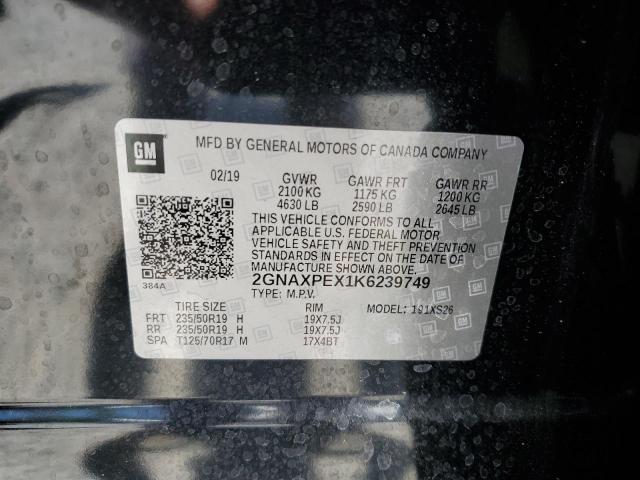 GM MFD BY GENERAL MOTORS OF CANADA COMPANY
02/19 GVWR GAWR FRT GAWR RR
2100 KG 1175 KG 1200 KG
4630 LB 2590 LB 2645 LB
THIS VEHICLE CONFORMS TO ALL
APPLICABLE U.S. FEDERAL MOTOR
VEHICLE SAFETY AND THEFT PREVENTION
STANDARDS IN EFFECT ON THE DATE OF
MANUFACTURE SHOWN ABOVE.
384A 2GNAXPEX1K6239749
TYPE: M.P.V.
TIRE SIZE RIM MODEL: 191XS26
FRT 235/50R19 H 19X7.5J
RR 235/50R19 H 19X7.5J
SPA T125/70R17 M 17X4BT